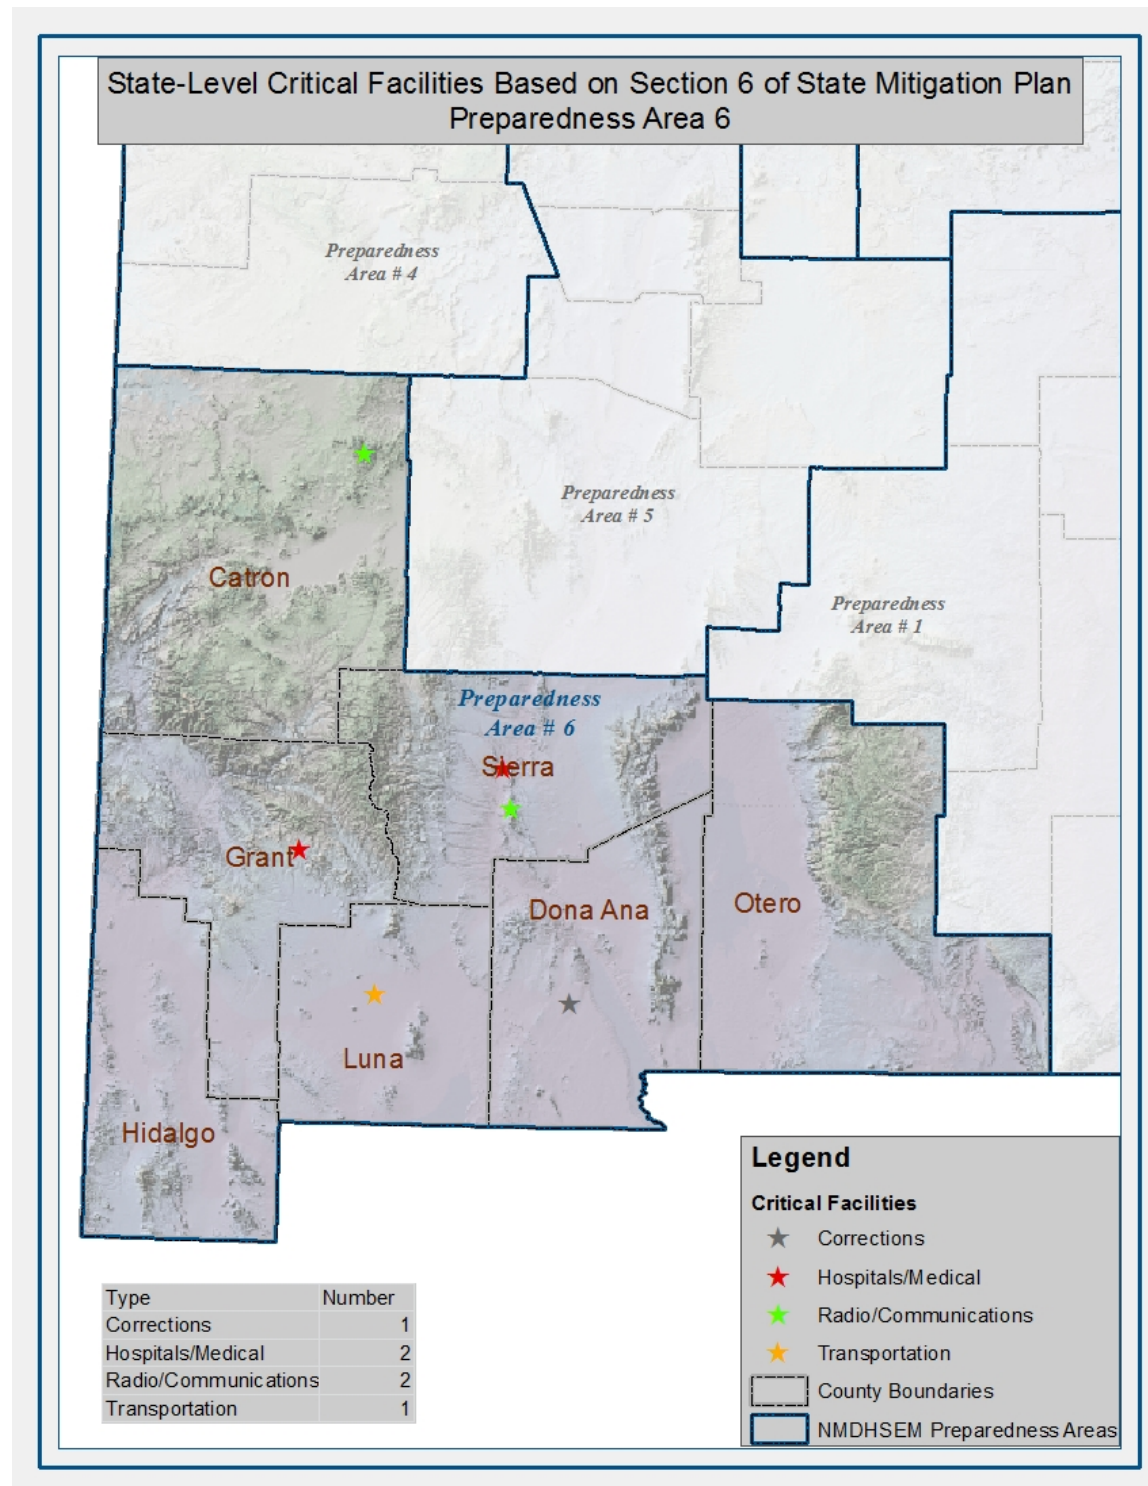 State-Level Critical Facilities Based on Section 6 of State Mitigation Plan
Preparedness Area 6
Preparedness
Area # 4
Preparedness
Area # 5
Catron
Preparedness
Area # 1
Preparedness
Area # 6
Sierra
Grant
Dona Ana
Otero
Luna
Hidalgo
Legend
Critical Facilities
Corrections
Hospitals/Medical
Radio/Communications
Transportation
County Boundaries
NMDHSEM Preparedness Areas
Type Number
Corrections 1
Hospitals/Medical 2
Radio/Communications 2
Transportation 1